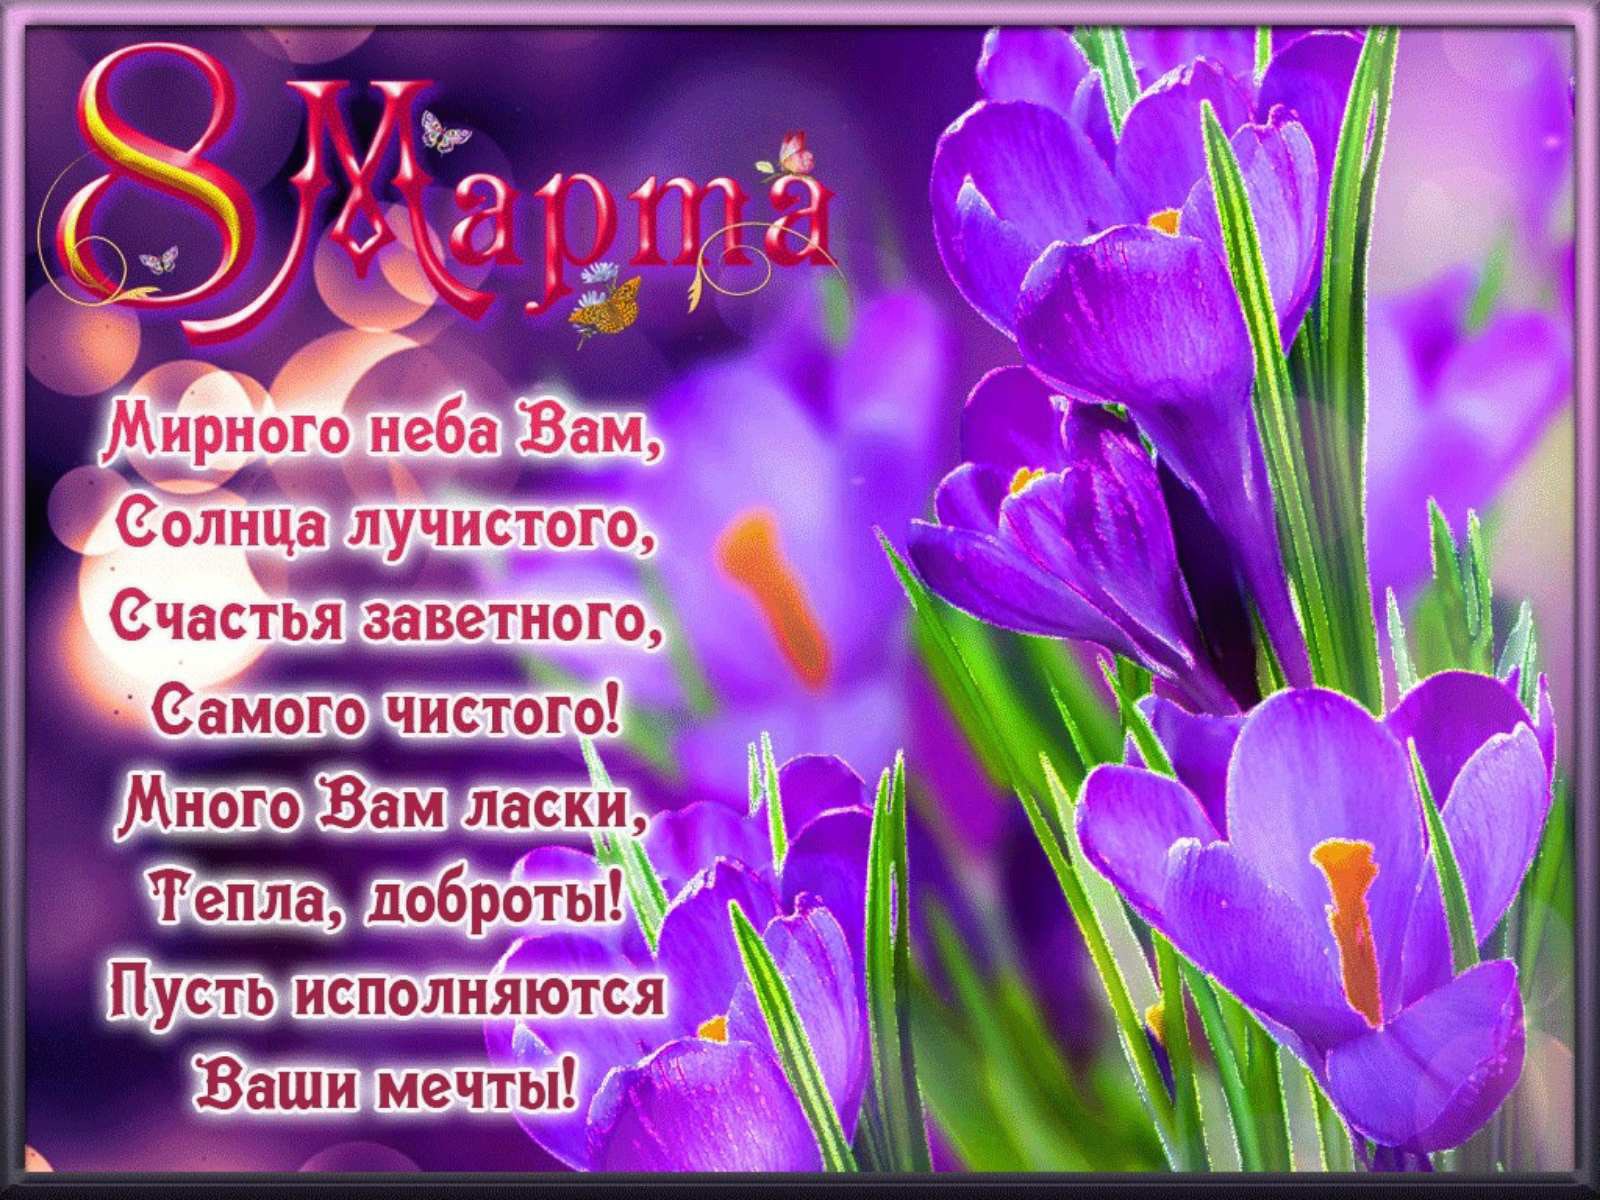 8 Марта
Мирного неба Вам,
Солнца лучистого,
Счастья заветного,
Самого чистого!
Много Вам ласки,
Тепла, доброты!
Пусть исполняются
Ваши мечты!